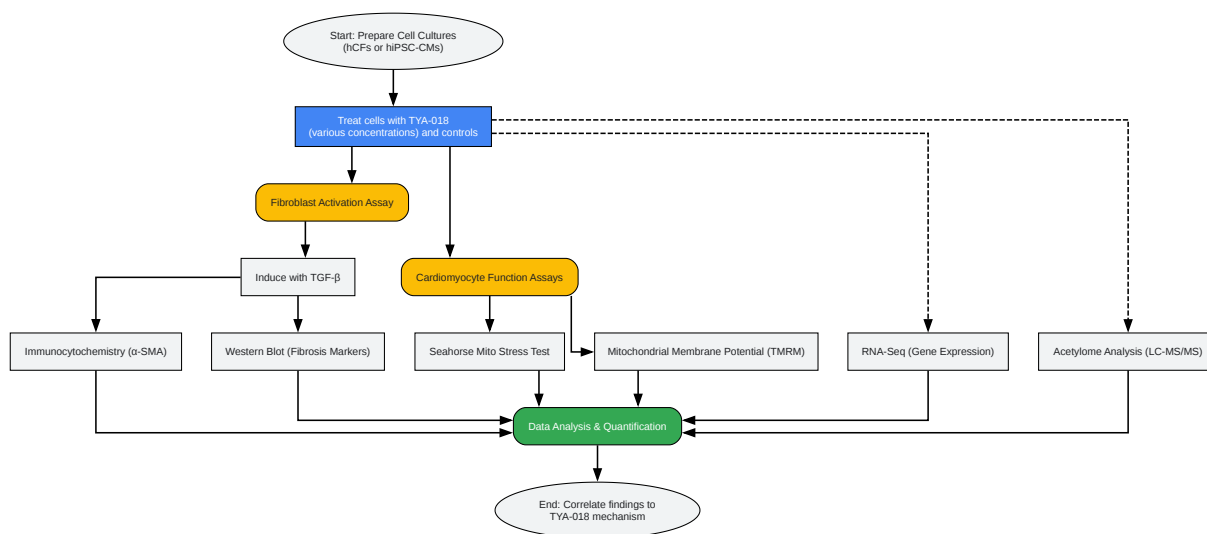 Start: Prepare Cell Cultures
(hCFs or hiPSC-CMs)
Treat cells with TYA-018
(various concentrations) and controls
Fibroblast Activation Assay
Induce with TGF-β
Cardiomyocyte Function Assays
Immunocytochemistry (α-SMA)
Western Blot (Fibrosis Markers)
Seahorse Mito Stress Test
Mitochondrial Membrane Potential (TMRM)
RNA-Seq (Gene Expression)
Acetylome Analysis (LC-MS/MS)
Data Analysis & Quantification
End: Correlate findings to
TYA-018 mechanism